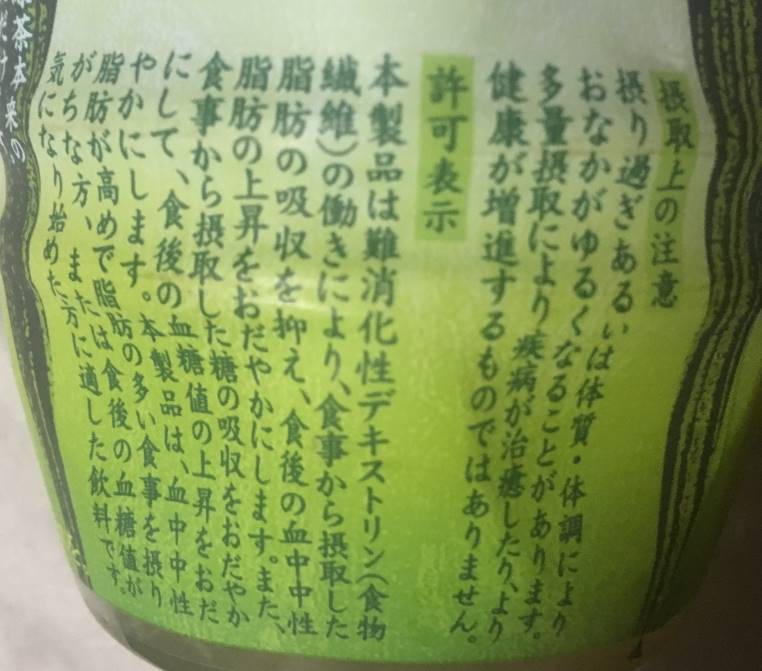 摂取上の注意
摂り過ぎあるいは体質・体調により
おなかがゆるくなることがあります。
多量摂取により疾病が治癒したり、より
健康が増進するものではありません。
許可表示
本製品は難消化性デキストリン(食物
繊維)の働きにより、食事から摂取した
脂肪の吸収を抑え、食後の血中中性
脂肪の上昇をおだやかにします。また、
食事から摂取した糖の吸収をおだやか
にして、食後の血糖値の上昇をおだ
やかにします。本製品は、血中中性
脂肪が高めで脂肪の多い食事を摂り
がちな方、または食後の血糖値が
気になり始めた方に適した飲料です。
茶本来の